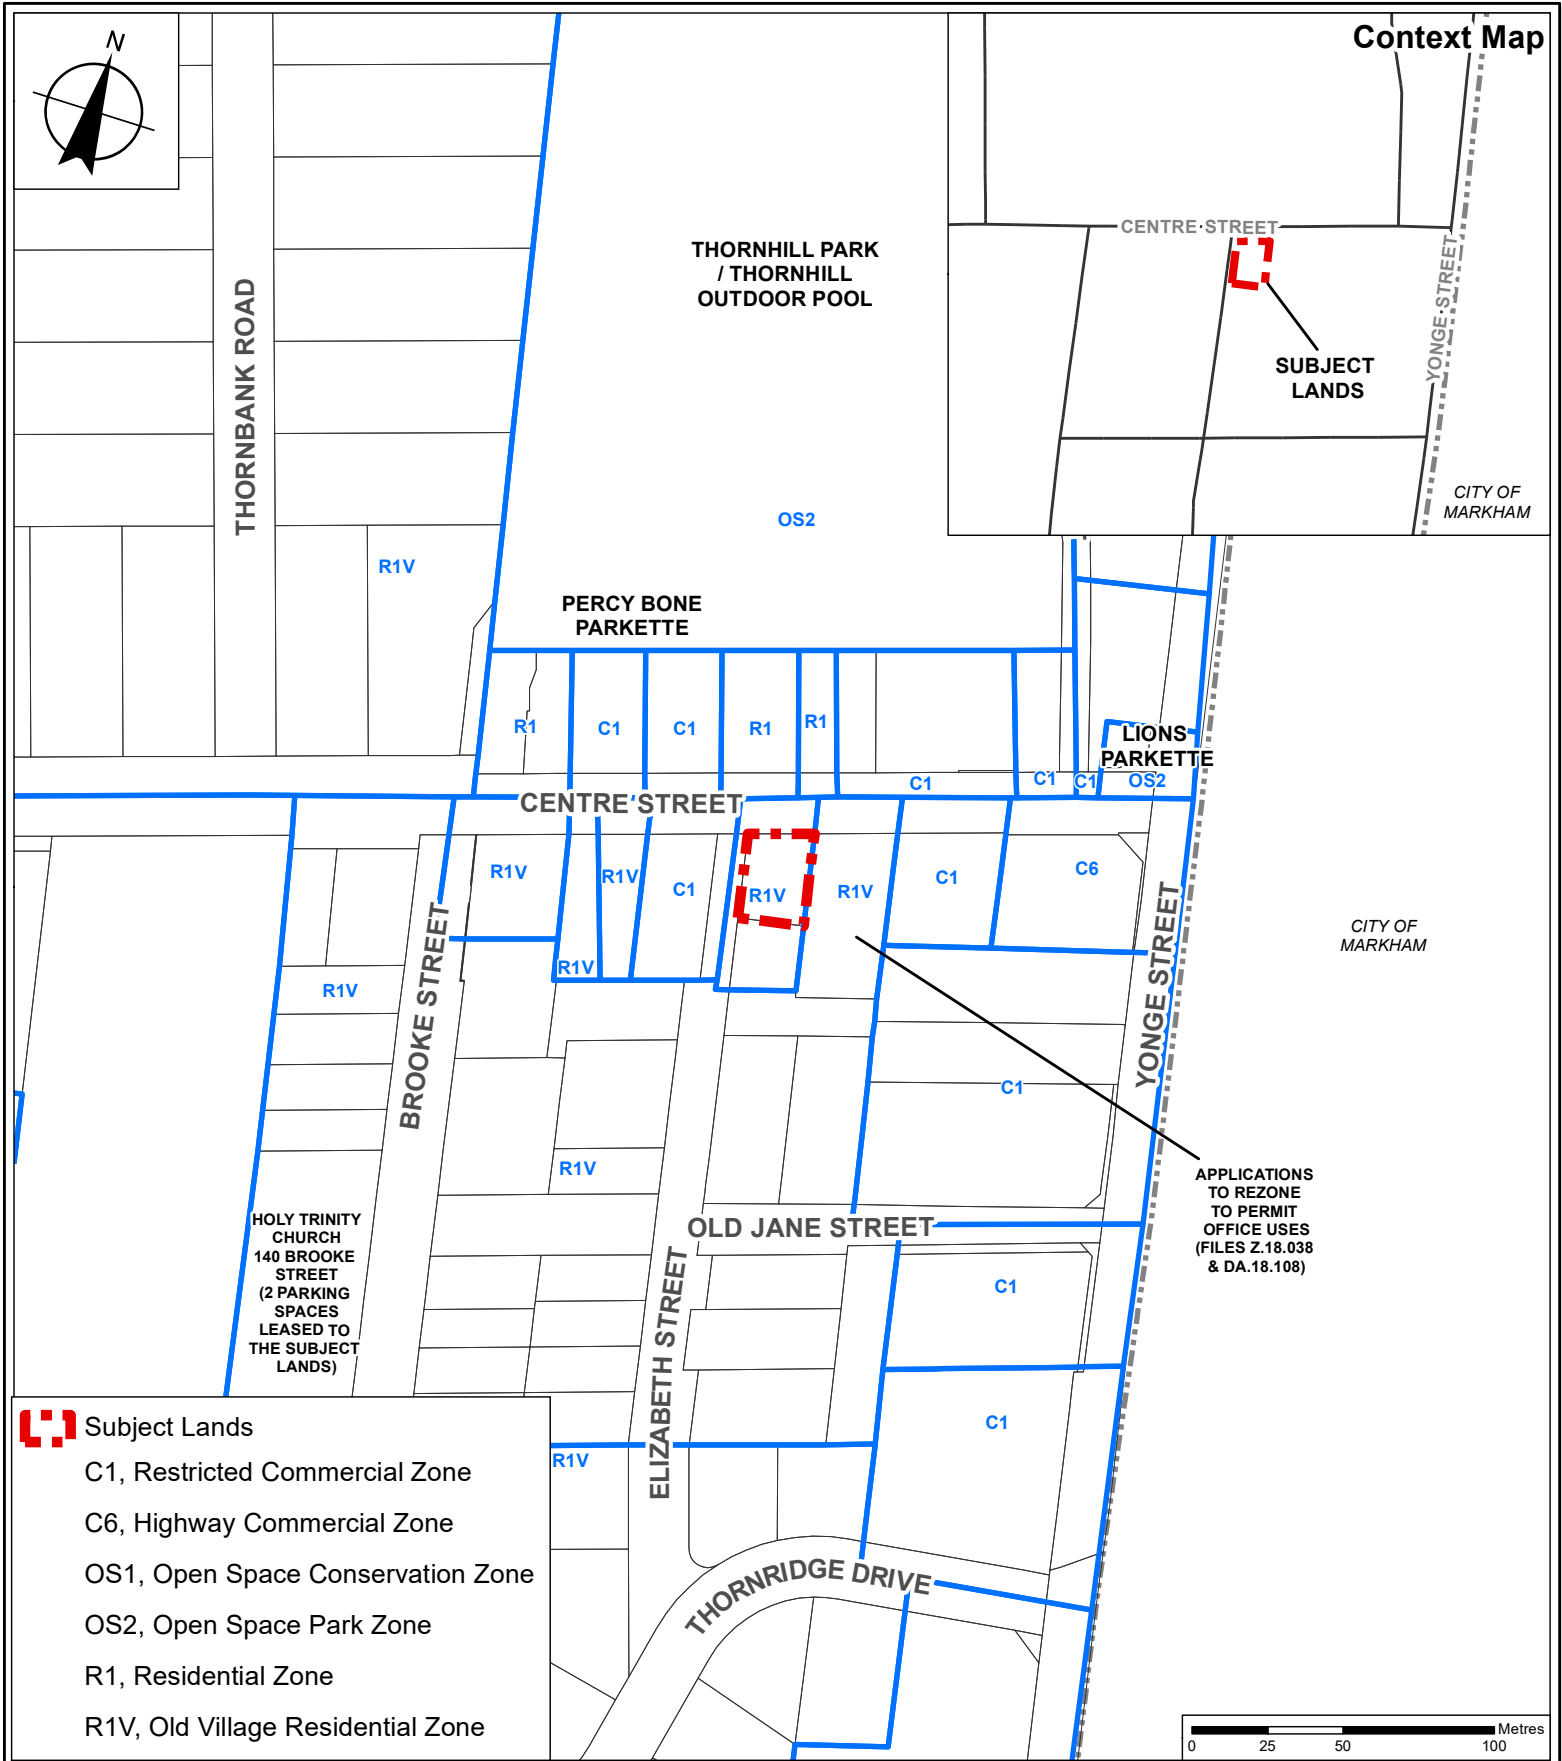 N
Context Map
CENTRE STREET
YONGE STREET
SUBJECT
LANDS
CITY OF
MARKHAM
THORNBANK ROAD
THORNHILL PARK
/ THORNHILL
OUTDOOR POOL
OS2
R1V
PERCY BONE
PARKETTE
R1
C1
C1
R1
R1
C1
C1
C1
LIONS
PARKETTE
OS2
CENTRE STREET
R1V
R1V
C1
R1V
R1V
C1
C6
R1V
R1V
BROOKE STREET
YONGE STREET
CITY OF
MARKHAM
C1
R1V
APPLICATIONS
TO REZONE
TO PERMIT
OFFICE USES
(FILES Z.18.038
& DA.18.108)
HOLY TRINITY
CHURCH
140 BROOKE
STREET
(2 PARKING
SPACES
LEASED TO
THE SUBJECT
LANDS)
OLD JANE STREET
ELIZABETH STREET
C1
C1
R1V
THORNRIDGE DRIVE
Subject Lands
C1, Restricted Commercial Zone
C6, Highway Commercial Zone
OS1, Open Space Conservation Zone
OS2, Open Space Park Zone
R1, Residential Zone
R1V, Old Village Residential Zone
Metres
0 25 50 100